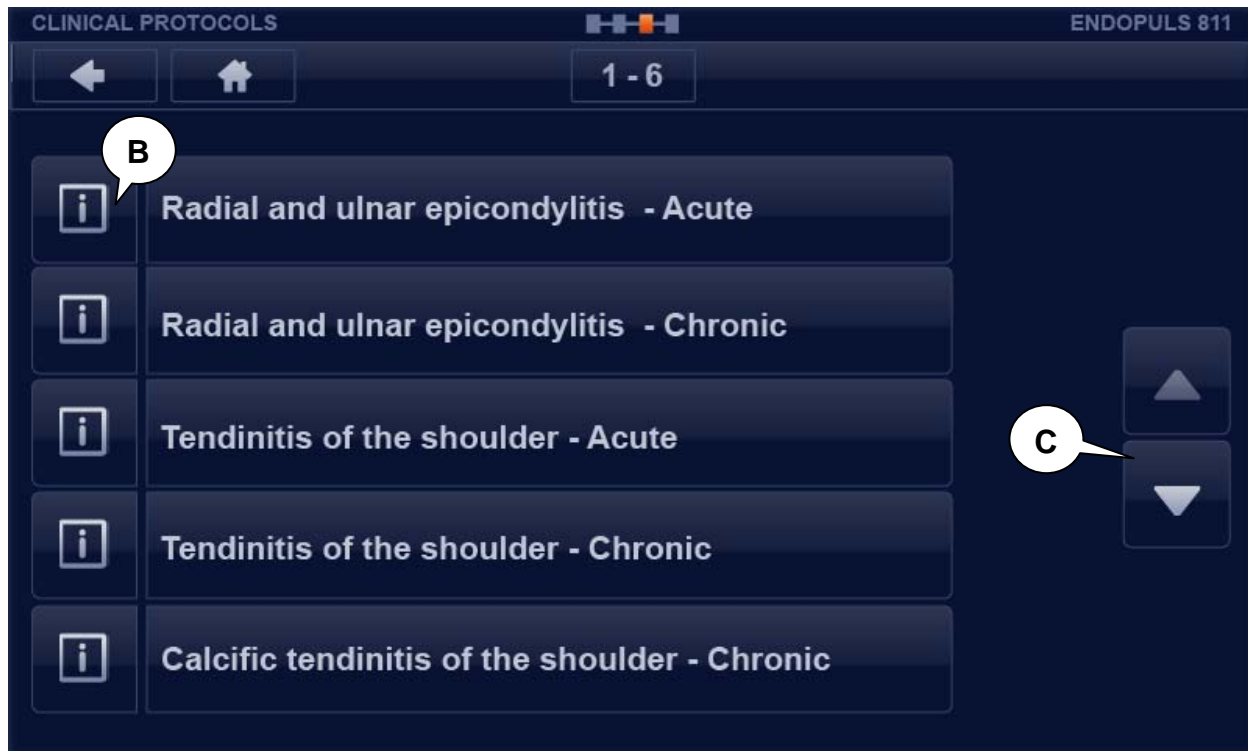 CLINICAL PROTOCOLS ENDOPULS 811
1 - 6
B
i Radial and ulnar epicondylitis - Acute
i Radial and ulnar epicondylitis - Chronic
i Tendinitis of the shoulder - Acute
C
i Tendinitis of the shoulder - Chronic
i Calcific tendinitis of the shoulder - Chronic